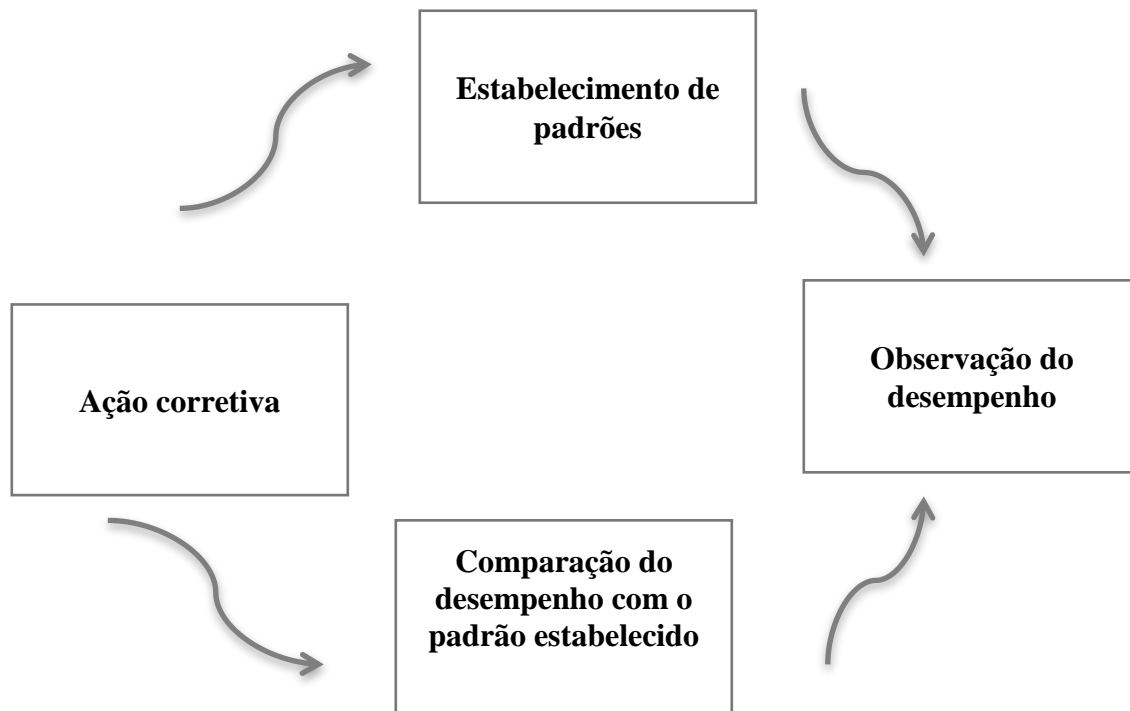 Estabelecimento de
padrões
Ação corretiva
Observação do
desempenho
Comparação do
desempenho com o
padrão estabelecido